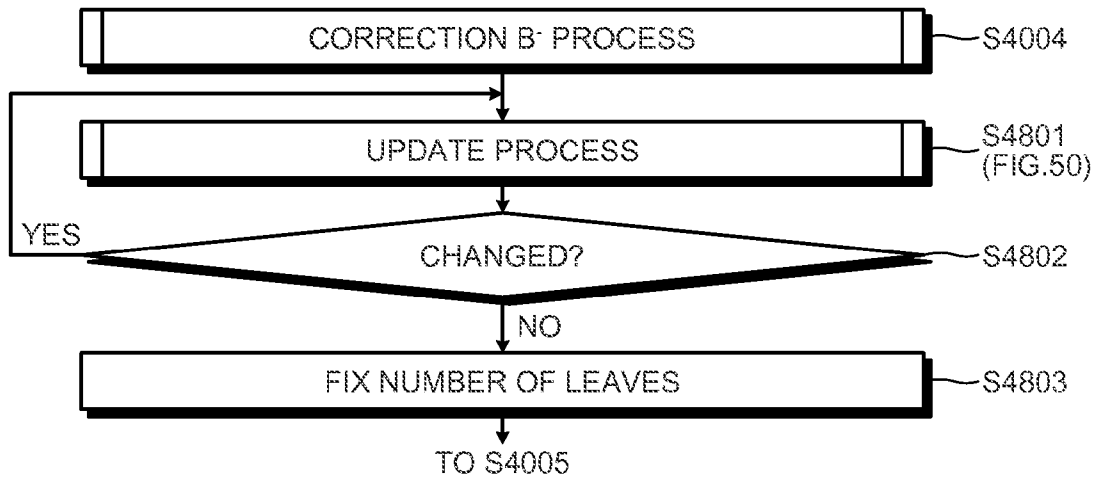 CORRECTION B⁻ PROCESS
S4004
UPDATE PROCESS
S4801
(FIG.50)
YES
CHANGED?
S4802
NO
FIX NUMBER OF LEAVES
S4803
TO S4005